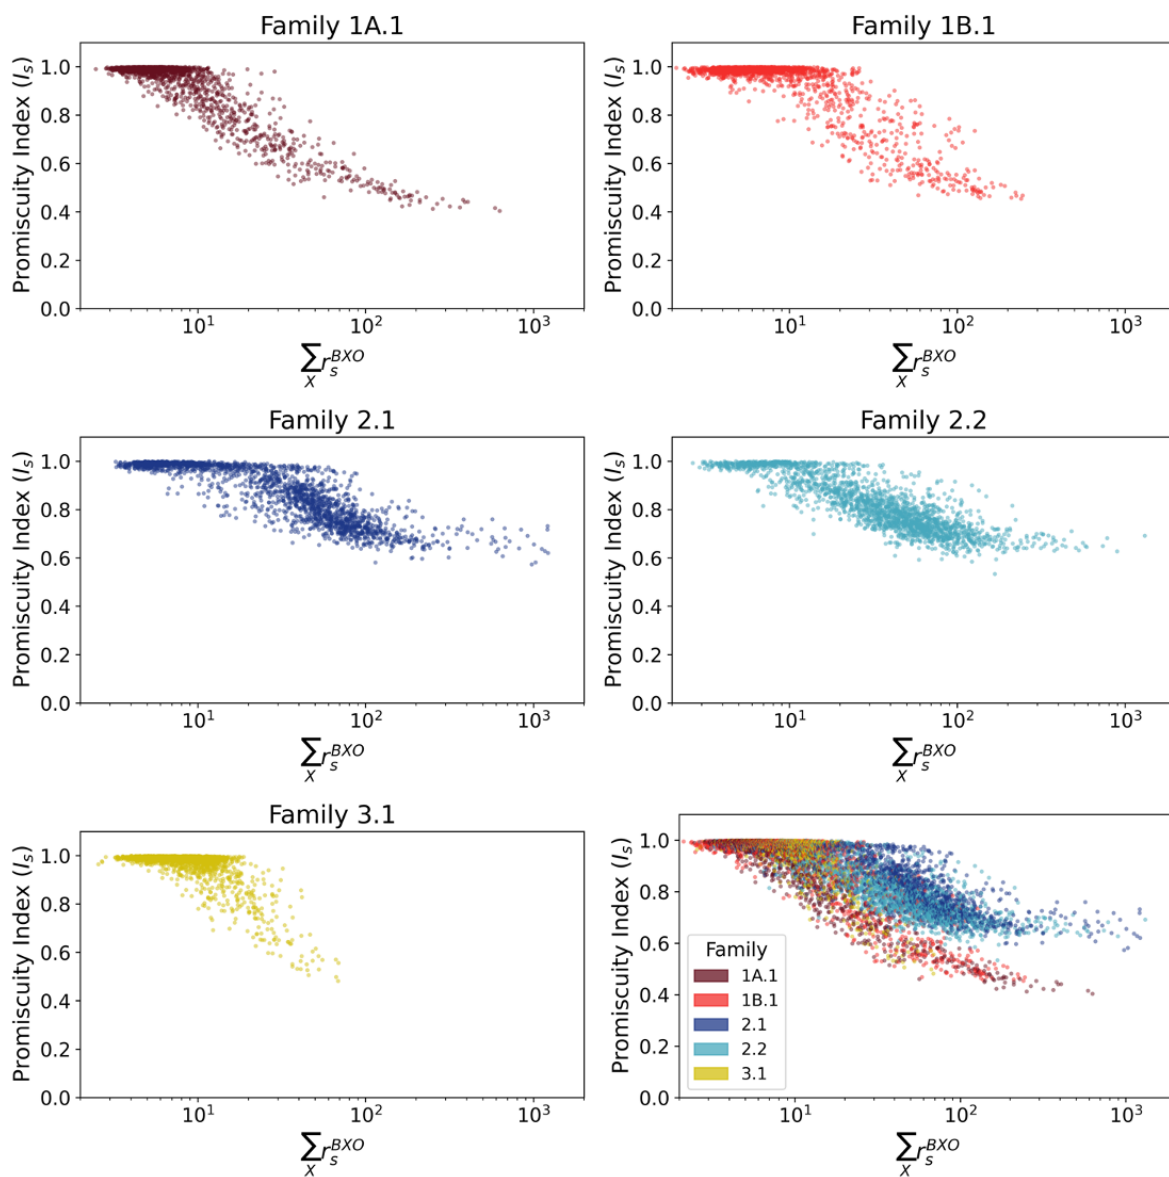 Family 1A.1
Promiscuity Index (I_s)
1.0
0.8
0.6
0.4
0.2
0.0
10^1
10^2
10^3
∑_X r_s^{BXO}
Family 1B.1
Promiscuity Index (I_s)
1.0
0.8
0.6
0.4
0.2
0.0
10^1
10^2
10^3
∑_X r_s^{BXO}
Family 2.1
Promiscuity Index (I_s)
1.0
0.8
0.6
0.4
0.2
0.0
10^1
10^2
10^3
∑_X r_s^{BXO}
Family 2.2
Promiscuity Index (I_s)
1.0
0.8
0.6
0.4
0.2
0.0
10^1
10^2
10^3
∑_X r_s^{BXO}
Family 3.1
Promiscuity Index (I_s)
1.0
0.8
0.6
0.4
0.2
0.0
10^1
10^2
10^3
∑_X r_s^{BXO}
Promiscuity Index (I_s)
1.0
0.8
0.6
0.4
0.2
0.0
Family
1A.1
1B.1
2.1
2.2
3.1
10^1
10^2
10^3
∑_X r_s^{BXO}